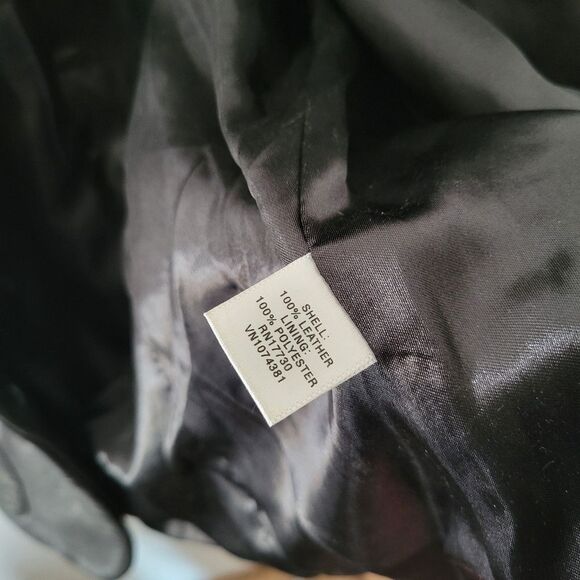 SHELL:
100% LEATHER
LINING:
100% POLYESTER
RN17730
VN1074381